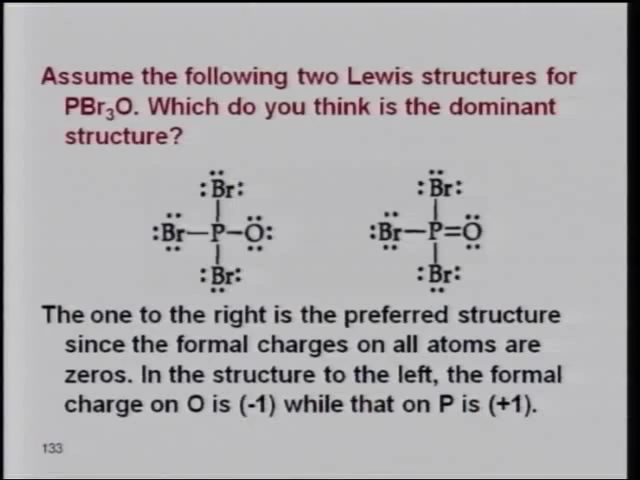 Assume the following two Lewis structures for
PBr₃O. Which do you think is the dominant
structure?
:Br: :Br:
:Br—P—O: :Br—P=O
:Br: :Br:
The one to the right is the preferred structure
since the formal charges on all atoms are
zeros. In the structure to the left, the formal
charge on O is (-1) while that on P is (+1).
133